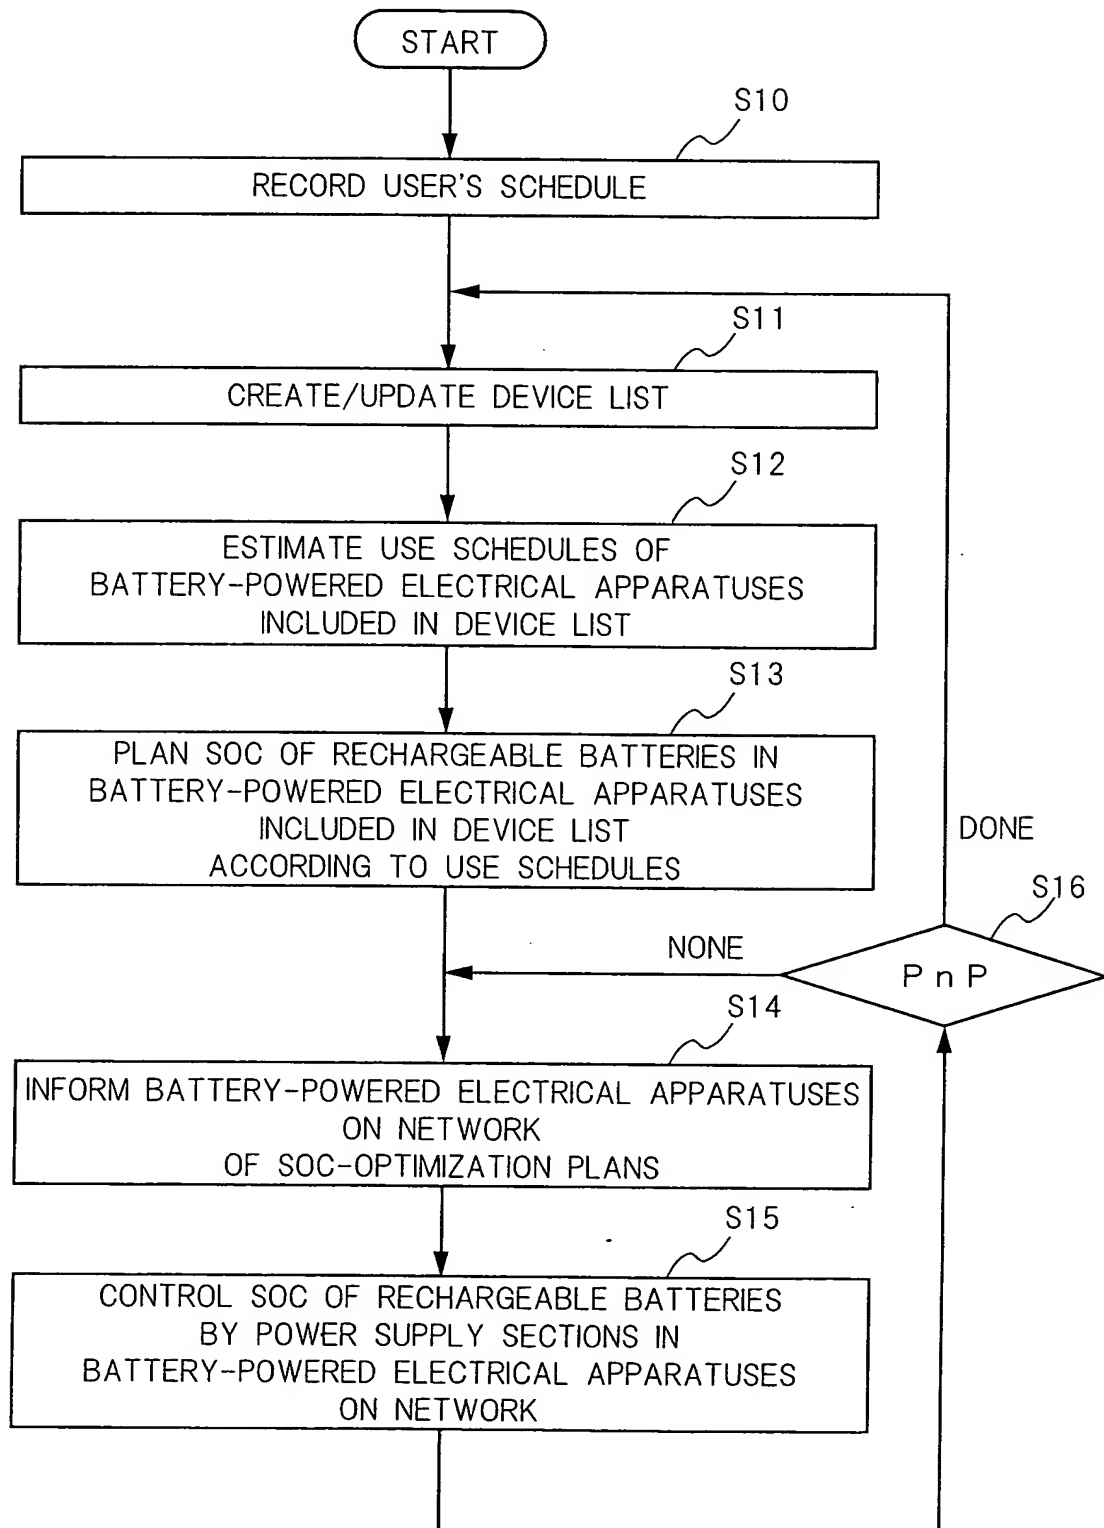 START
S10
RECORD USER'S SCHEDULE
S11
CREATE/UPDATE DEVICE LIST
S12
ESTIMATE USE SCHEDULES OF
BATTERY-POWERED ELECTRICAL APPARATUSES
INCLUDED IN DEVICE LIST
S13
PLAN SOC OF RECHARGEABLE BATTERIES IN
BATTERY-POWERED ELECTRICAL APPARATUSES
INCLUDED IN DEVICE LIST
ACCORDING TO USE SCHEDULES
DONE
S16
NONE
PnP
S14
INFORM BATTERY-POWERED ELECTRICAL APPARATUSES
ON NETWORK
OF SOC-OPTIMIZATION PLANS
S15
CONTROL SOC OF RECHARGEABLE BATTERIES
BY POWER SUPPLY SECTIONS IN
BATTERY-POWERED ELECTRICAL APPARATUSES
ON NETWORK